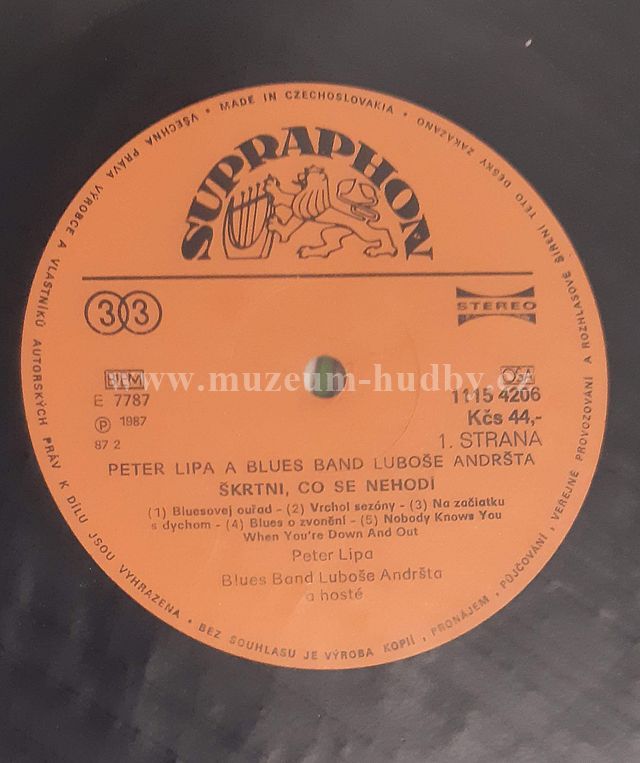 VŠECHNA PRÁVA VÝROBCE A VLASTNÍKŮ AUTORSKÝCH PRÁV K DÍLU JSOU VYHRAZENA • BEZ SOUHLASU JE VÝROBA KOPIÍ, PRONÁJEM, PŮJČOVÁNÍ, VEŘEJNÉ PROVOZOVÁNÍ A ROZHLASOVÉ ŠÍŘENÍ TÉTO DESKY ZAKÁZÁNO • MADE IN CZECHOSLOVAKIA •
SUPRAPHON
33
STEREO
www.muzeum-hudby.cz
BIEM
OSA
E 7787
1115 4206
Ⓟ 1987
Kčs 44,-
87 2
1. STRANA
PETER LIPA A BLUES BAND LUBOŠE ANDRŠTA
ŠKRTNI, CO SE NEHODÍ
(1) Bluesovej ouřad - (2) Vrchol sezóny - (3) Na začiatku
s dychom - (4) Blues o zvonění - (5) Nobody Knows You
When You're Down And Out
Peter Lipa
Blues Band Luboše Andršta
a hosté